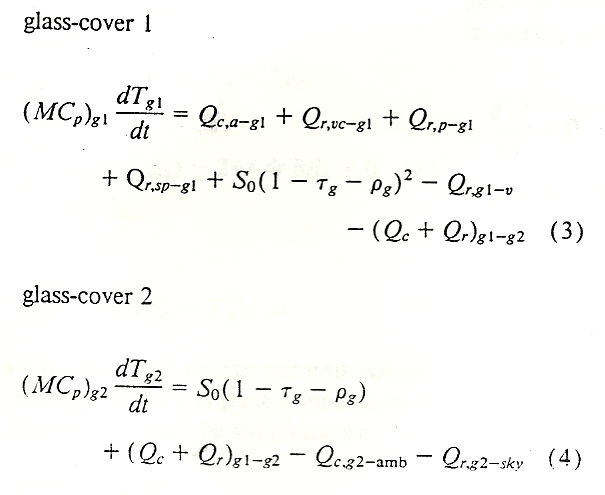 glass-cover 1
(MC_p)_{g1} \frac{dT_{g1}}{dt} = Q_{c,a-g1} + Q_{r,vc-g1} + Q_{r,p-g1}
+ Q_{r,sp-g1} + S_0(1 − τ_g − ρ_g)^2 − Q_{r,g1-v}
− (Q_c + Q_r)_{g1-g2} (3)
glass-cover 2
(MC_p)_{g2} \frac{dT_{g2}}{dt} = S_0(1 − τ_g − ρ_g)
+ (Q_c + Q_r)_{g1-g2} − Q_{c,g2-amb} − Q_{r,g2-sky} (4)